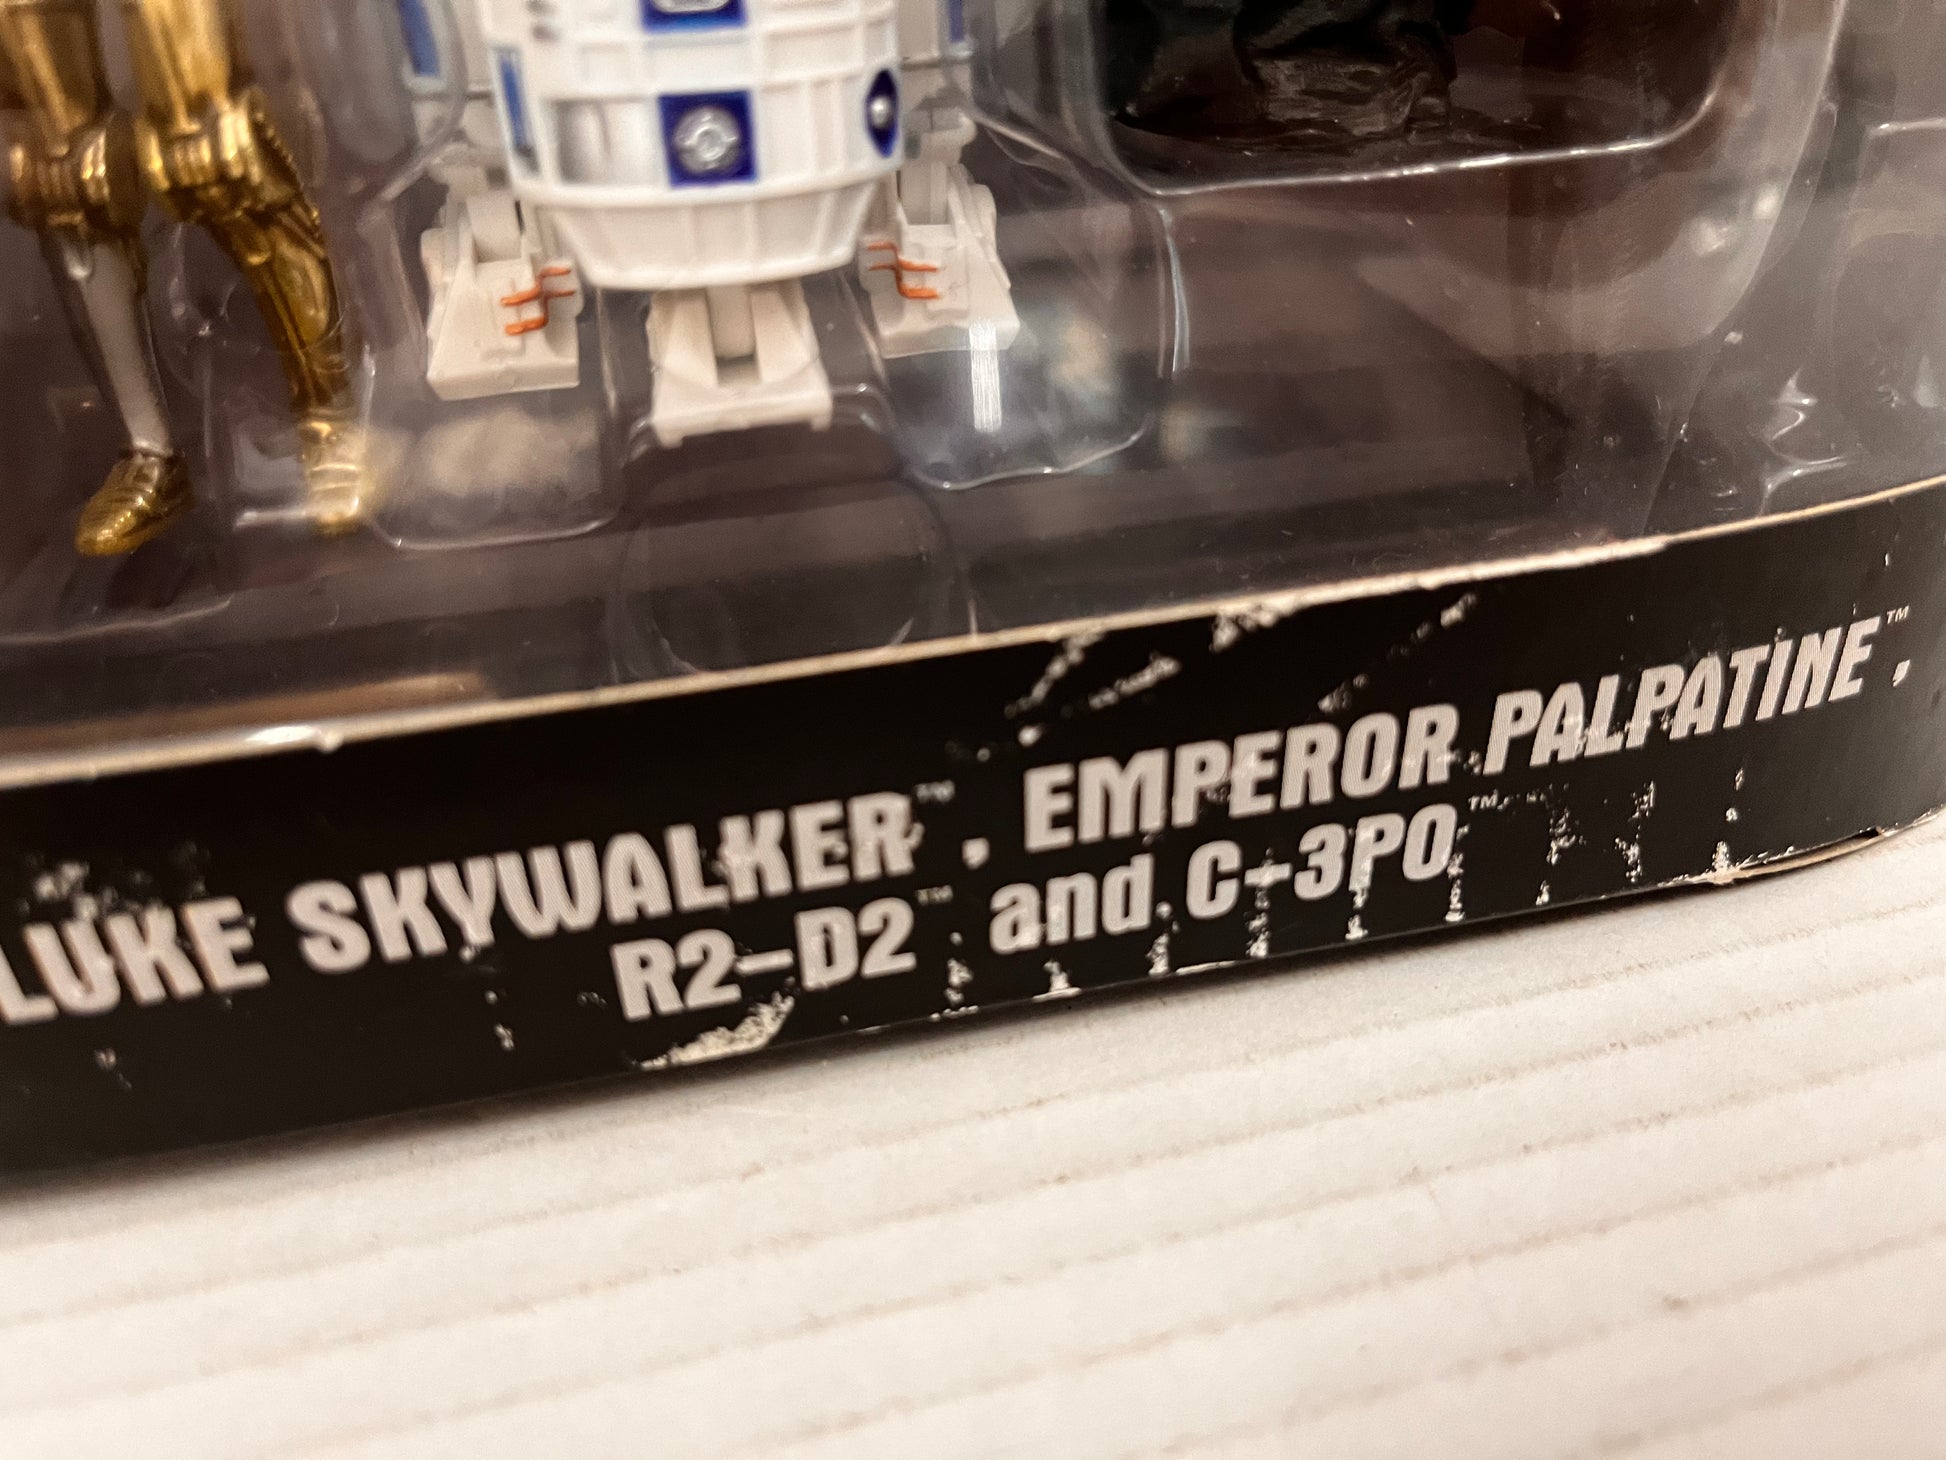 LUKE SKYWALKER™, EMPEROR PALPATINE™,
R2-D2™ and C-3PO™